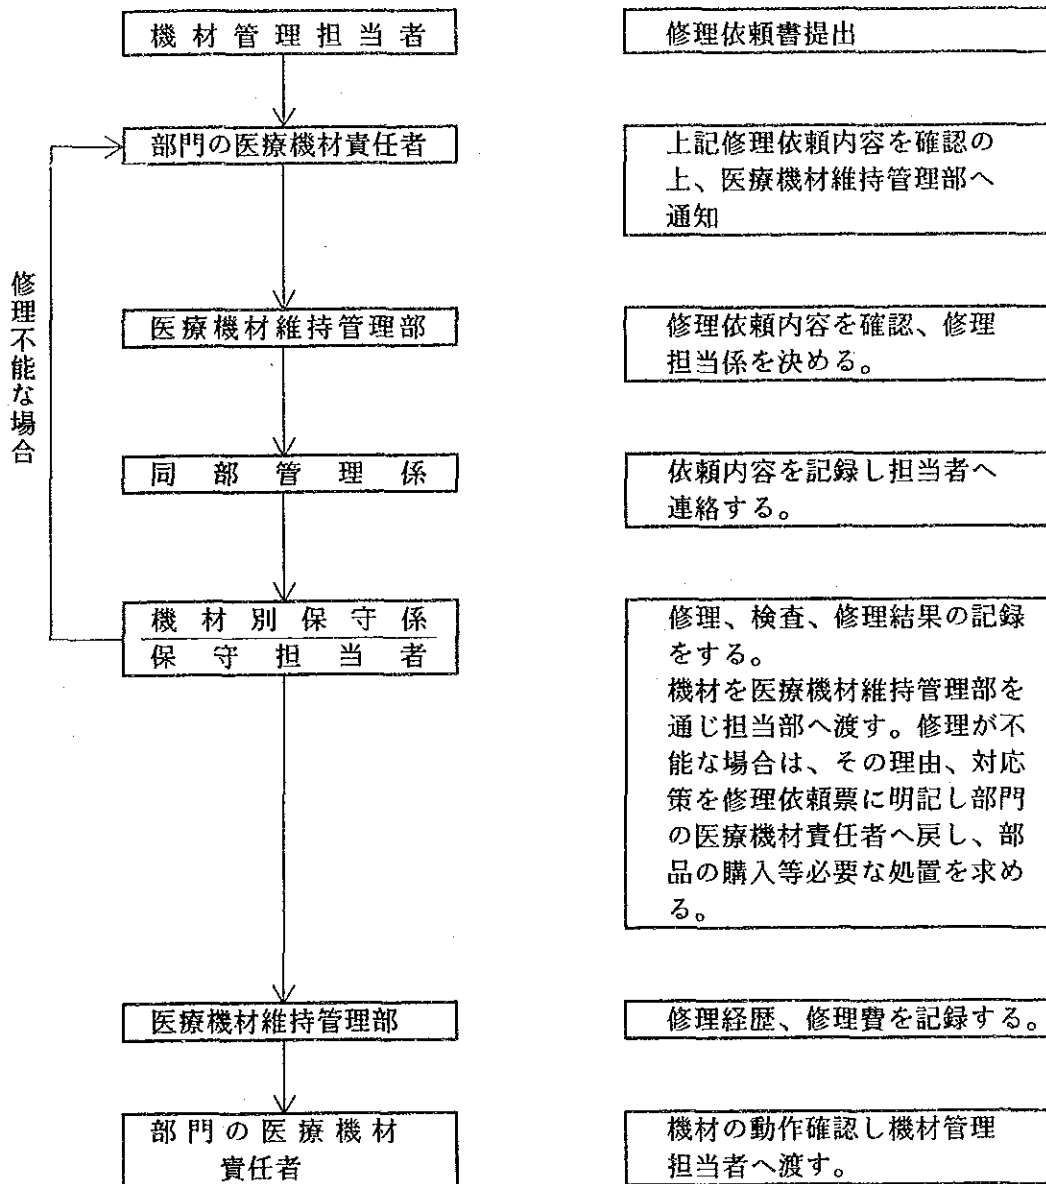 機材管理担当者
修理依頼書提出
部門の医療機材責任者
上記修理依頼内容を確認の
上、医療機材維持管理部へ
通知
修理不能な場合
医療機材維持管理部
修理依頼内容を確認、修理
担当係を決める。
同部管理係
依頼内容を記録し担当者へ
連絡する。
機材別保守係
保守担当者
修理、検査、修理結果の記録
をする。
機材を医療機材維持管理部を
通じ担当部へ渡す。修理が不
能な場合は、その理由、対応
策を修理依頼票に明記し部門
の医療機材責任者へ戻し、部
品の購入等必要な処置を求め
る。
医療機材維持管理部
修理経歴、修理費を記録する。
部門の医療機材
責任者
機材の動作確認し機材管理
担当者へ渡す。